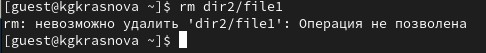 [guest@kgkrasnova ~]$ rm dir2/file1
rm: невозможно удалить 'dir2/file1': Операция не позволена
[guest@kgkrasnova ~]$